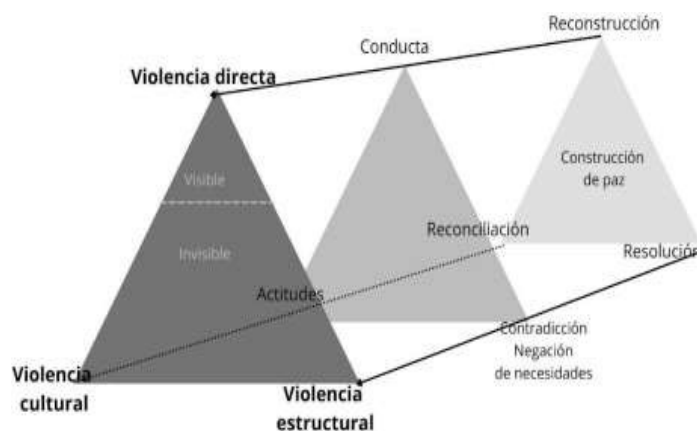 Reconstrucción
Conducta
Violencia directa
Construcción
de paz
Visible
Reconciliación
Invisible
Resolución
Actitudes
Contradicción
Negación
de necesidades
Violencia
cultural
Violencia
estructural